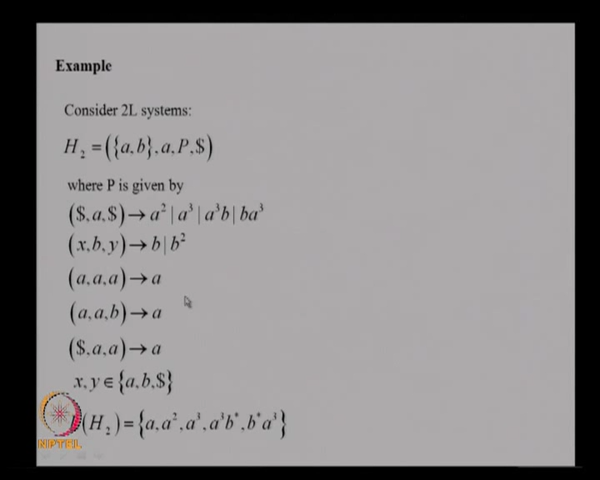 Example
Consider 2L systems:
H₂ = ({a,b},a,P,$)
where P is given by
($,a,$) → a² | a³ | a³b | ba³
(x,b,y) → b | b²
(a,a,a) → a
(a,a,b) → a
($,a,a) → a
x,y ∈ {a,b,$}
(H₂) = {a,a²,a³,a³b*,b*a³}
NPTEL